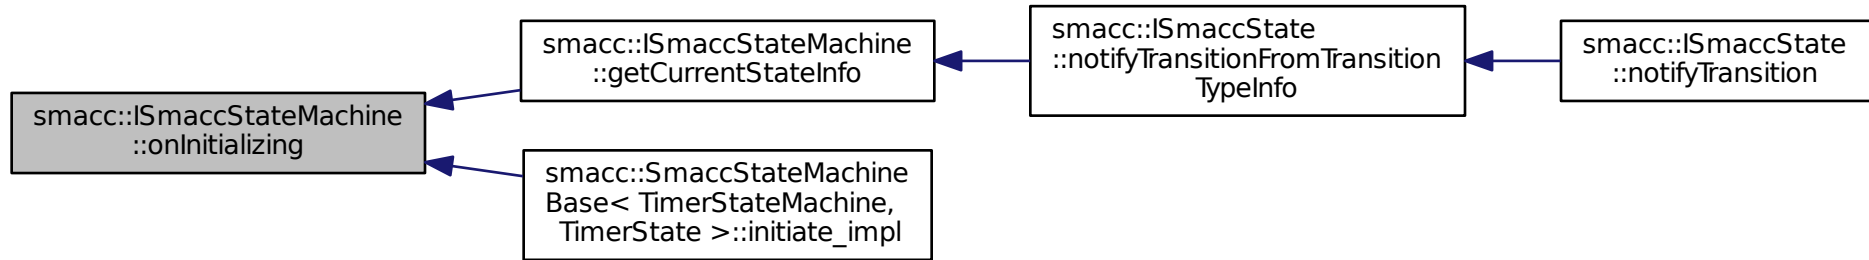 smacc::ISmaccStateMachine
::onInitializing
smacc::ISmaccStateMachine
::getCurrentStateInfo
smacc::ISmaccState
::notifyTransitionFromTransition
TypeInfo
smacc::ISmaccState
::notifyTransition
smacc::SmaccStateMachine
Base< TimerStateMachine,
TimerState >::initiate_impl